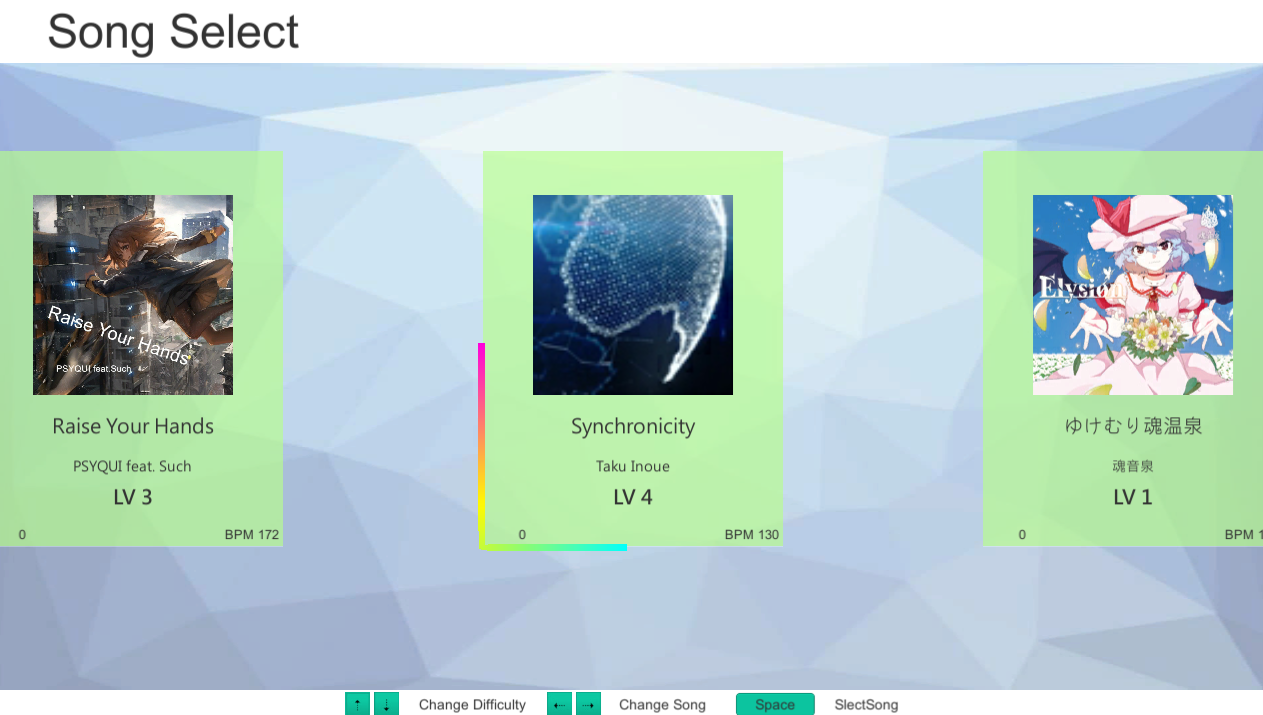 Song Select
Raise Your Hands
PSYQUI feat.Such
Raise Your Hands
PSYQUI feat. Such
LV 3
0
BPM 172
Synchronicity
Taku Inoue
LV 4
0
BPM 130
Elysian
ゆけむり魂温泉
魂音泉
LV 1
0
BPM 1
↑ ↓ Change Difficulty ← → Change Song Space SlectSong